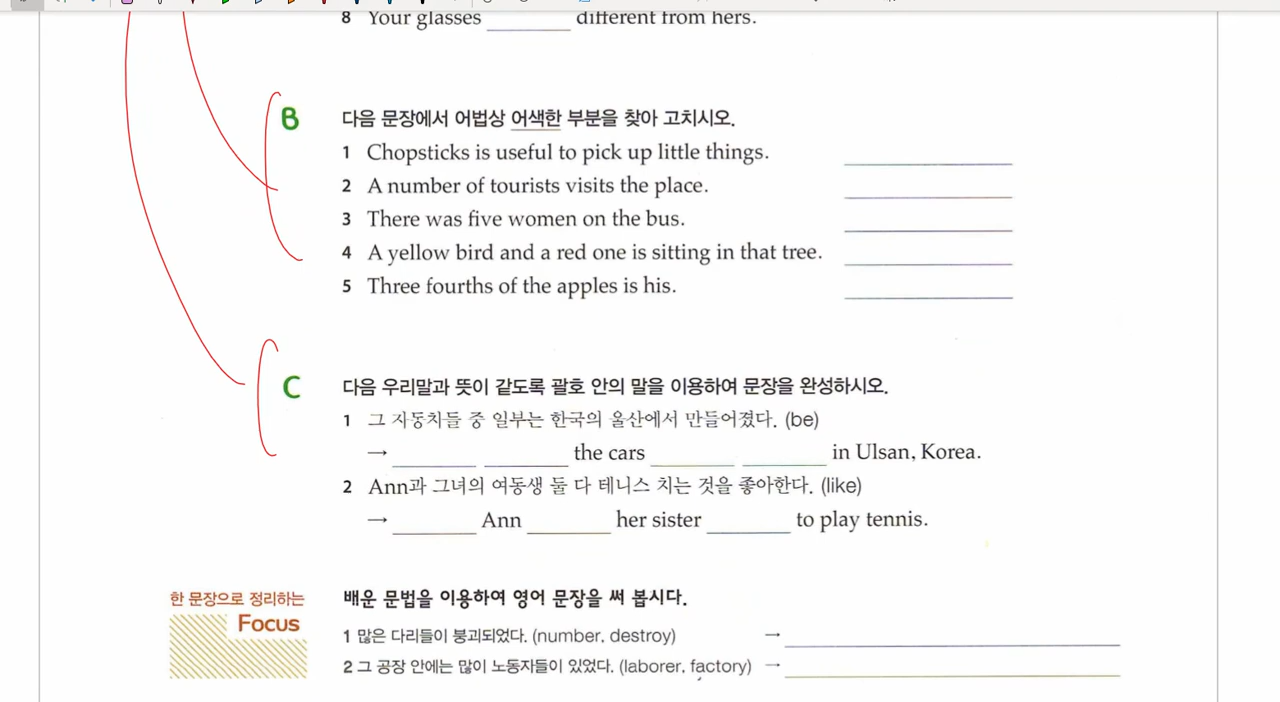 8 Your glasses ________ different from hers.
B 다음 문장에서 어법상 어색한 부분을 찾아 고치시오.
1 Chopsticks is useful to pick up little things. ________
2 A number of tourists visits the place. ________
3 There was five women on the bus. ________
4 A yellow bird and a red one is sitting in that tree. ________
5 Three fourths of the apples is his. ________
C 다음 우리말과 뜻이 같도록 괄호 안의 말을 이용하여 문장을 완성하시오.
1 그 자동차들 중 일부는 한국의 울산에서 만들어졌다. (be)
→ ________ ________ the cars ________ ________ in Ulsan, Korea.
2 Ann과 그녀의 여동생 둘 다 테니스 치는 것을 좋아한다. (like)
→ ________ Ann ________ her sister ________ to play tennis.
한 문장으로 정리하는
Focus
배운 문법을 이용하여 영어 문장을 써 봅시다.
1 많은 다리들이 붕괴되었다. (number, destroy) → ________
2 그 공장 안에는 많이 노동자들이 있었다. (laborer, factory) → ________